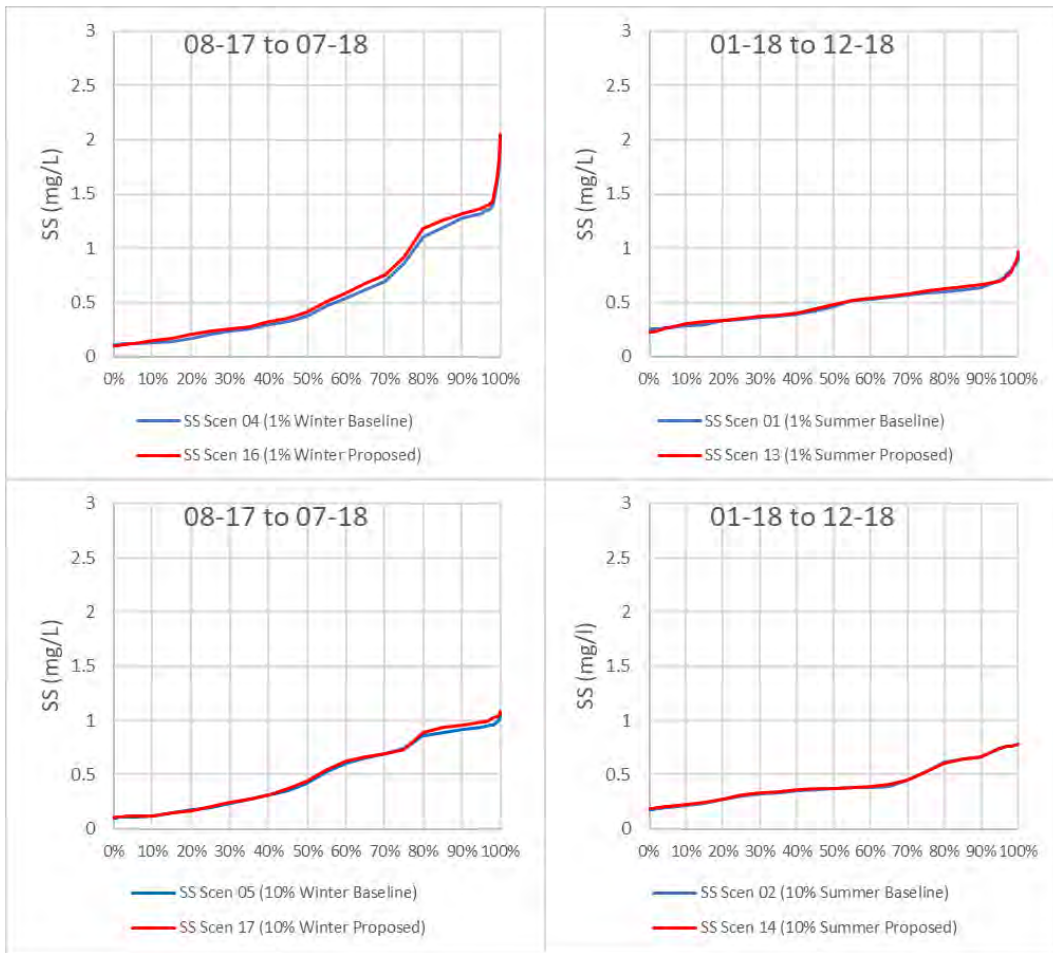 08-17 to 07-18
3
2.5
2
1.5
1
0.5
0
SS (mg/L)
0% 10% 20% 30% 40% 50% 60% 70% 80% 90% 100%
SS Scen 04 (1% Winter Baseline)
SS Scen 16 (1% Winter Proposed)
01-18 to 12-18
3
2.5
2
1.5
1
0.5
0
SS (mg/L)
0% 10% 20% 30% 40% 50% 60% 70% 80% 90% 100%
SS Scen 01 (1% Summer Baseline)
SS Scen 13 (1% Summer Proposed)
08-17 to 07-18
3
2.5
2
1.5
1
0.5
0
SS (mg/L)
0% 10% 20% 30% 40% 50% 60% 70% 80% 90% 100%
SS Scen 05 (10% Winter Baseline)
SS Scen 17 (10% Winter Proposed)
01-18 to 12-18
3
2.5
2
1.5
1
0.5
0
SS (mg/l)
0% 10% 20% 30% 40% 50% 60% 70% 80% 90% 100%
SS Scen 02 (10% Summer Baseline)
SS Scen 14 (10% Summer Proposed)